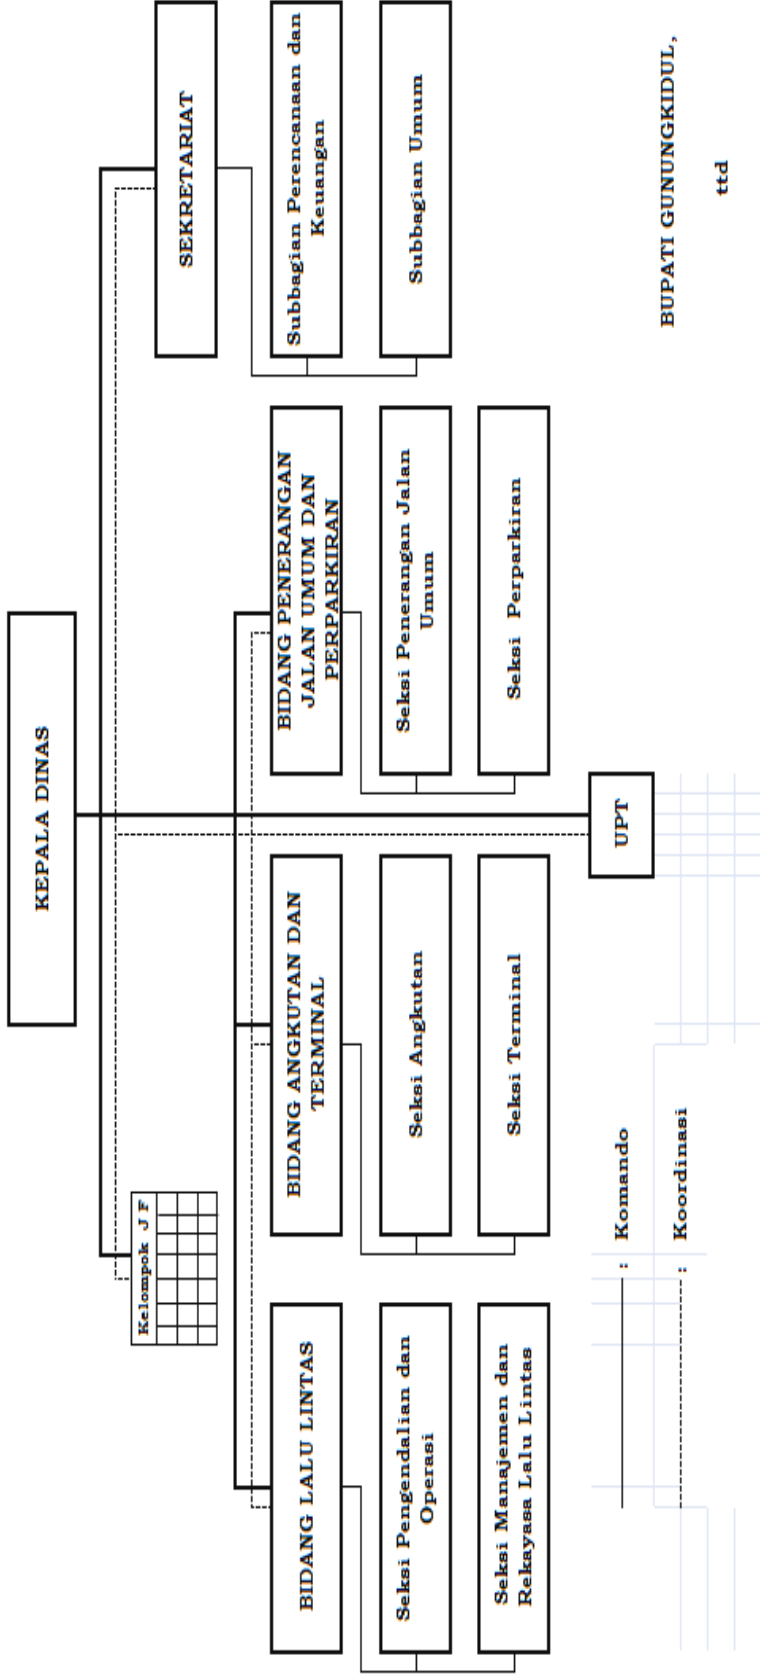 KEPALA DINAS
Kelompok J F
SEKRETARIAT
Subbagian Perencanaan dan
Keuangan
Subbagian Umum
BIDANG LALU LINTAS
Seksi Pengendalian dan
Operasi
Seksi Manajemen dan
Rekayasa Lalu Lintas
BIDANG ANGKUTAN DAN
TERMINAL
Seksi Angkutan
Seksi Terminal
BIDANG PENERANGAN
JALAN UMUM DAN
PERPARKIRAN
Seksi Penerangan Jalan
Umum
Seksi Perparkiran
UPT
: Komando
: Koordinasi
BUPATI GUNUNGKIDUL,
ttd